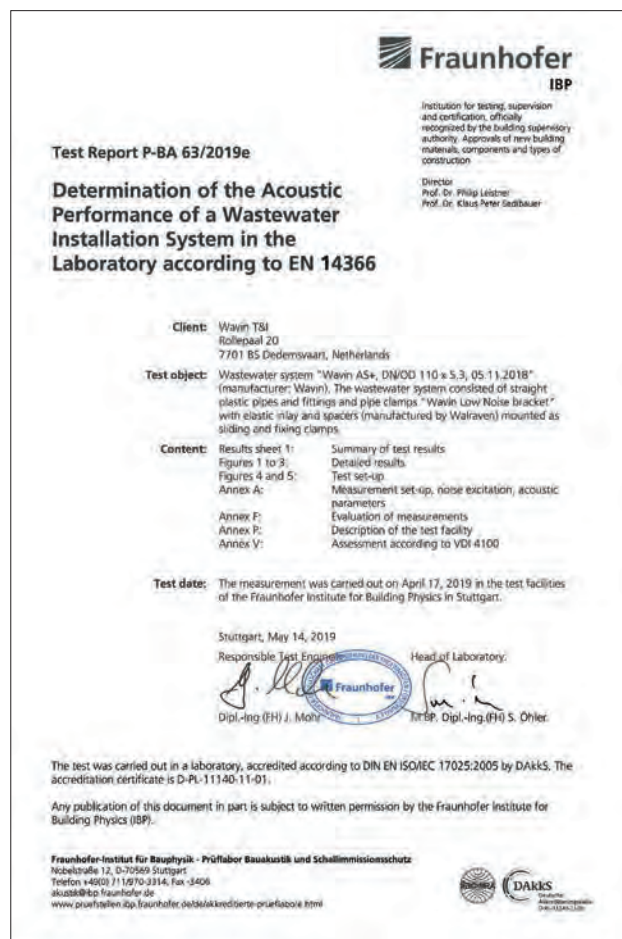 Fraunhofer
IBP
Institution for testing, supervision
and certification, officially
recognized by the building supervisory
authority. Approvals of new building
materials, components and types of
construction
Director
Prof. Dr. Philip Leistner
Prof. Dr. Klaus Peter Sedlbauer
Test Report P-BA 63/2019e
Determination of the Acoustic
Performance of a Wastewater
Installation System in the
Laboratory according to EN 14366
Client: Wavin T&I
Rollepaal 20
7701 BS Dedemsvaart, Netherlands
Test object: Wastewater system "Wavin AS+, DN/OD 110 x 5.3, 05.11.2018"
(manufacturer: Wavin). The wastewater system consisted of straight
plastic pipes and fittings and pipe clamps "Wavin Low Noise bracket"
with elastic inlay and spacers (manufactured by Walraven) mounted as
sliding and fixing clamps.
Content: Results sheet 1: Summary of test results
Figures 1 to 3: Detailed results
Figures 4 and 5: Test set-up
Annex A: Measurement set-up, noise excitation, acoustic
parameters
Annex F: Evaluation of measurements
Annex P: Description of the test facility
Annex V: Assessment according to VDI 4100
Test date: The measurement was carried out on April 17, 2019 in the test facilities
of the Fraunhofer Institute for Building Physics in Stuttgart.
Stuttgart, May 14, 2019
Responsible Test Engineer: Head of Laboratory:
Fraunhofer
IBP
Dipl.-Ing.(FH) J. Mohr M.BP. Dipl.-Ing.(FH) S. Öhler
The test was carried out in a laboratory, accredited according to DIN EN ISO/IEC 17025:2005 by DAkkS. The
accreditation certificate is D-PL-11140-11-01.
Any publication of this document in part is subject to written permission by the Fraunhofer Institute for
Building Physics (IBP).
Fraunhofer-Institut für Bauphysik - Prüflabor Bauakustik und Schallimmissionsschutz
Nobelstraße 12, D-70569 Stuttgart
Telefon +49(0) 711/970-3314, Fax -3406
akustik@ibp.fraunhofer.de
www.pruefstellen.ibp.fraunhofer.de/de/akkreditierte-prueflabore.html
DAkkS
Deutsche
Akkreditierungsstelle